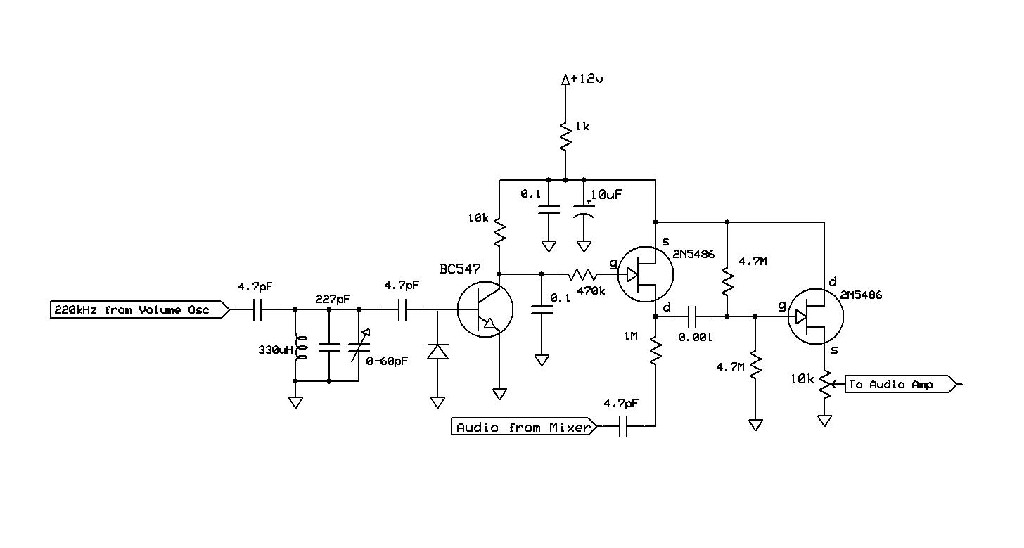 +12v
1k
0.1
10uF
10k
s
2N5486
BC547
g
4.7M
d
4.7pF
227pF
4.7pF
470k
0.1
d
g
2N5486
220kHz from Volume Osc
330uH
0-60pF
1M
0.001
s
4.7M
10k
To Audio Amp
4.7pF
Audio from Mixer